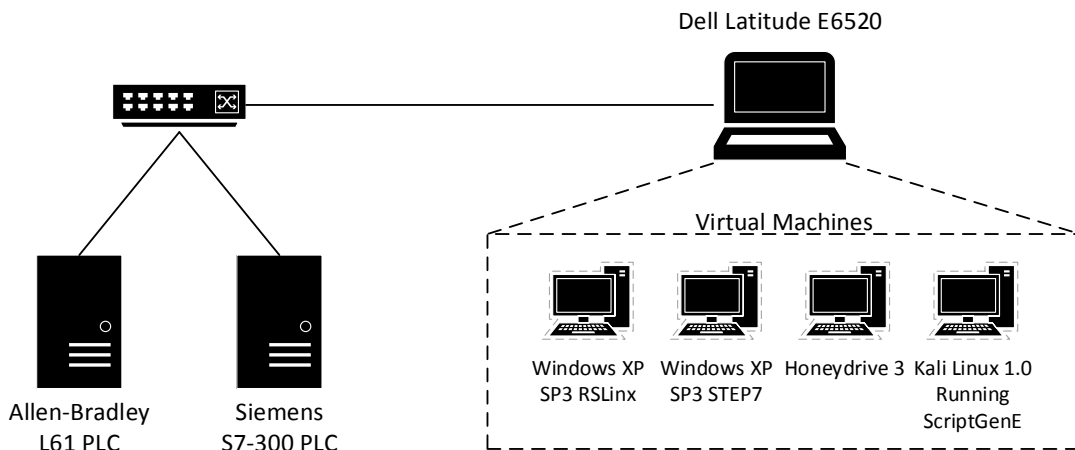 Dell Latitude E6520
Virtual Machines
Windows XP
SP3 RSLinx
Windows XP
SP3 STEP7
Honeydrive 3
Kali Linux 1.0
Running
ScriptGenE
Allen-Bradley
L61 PLC
Siemens
S7-300 PLC